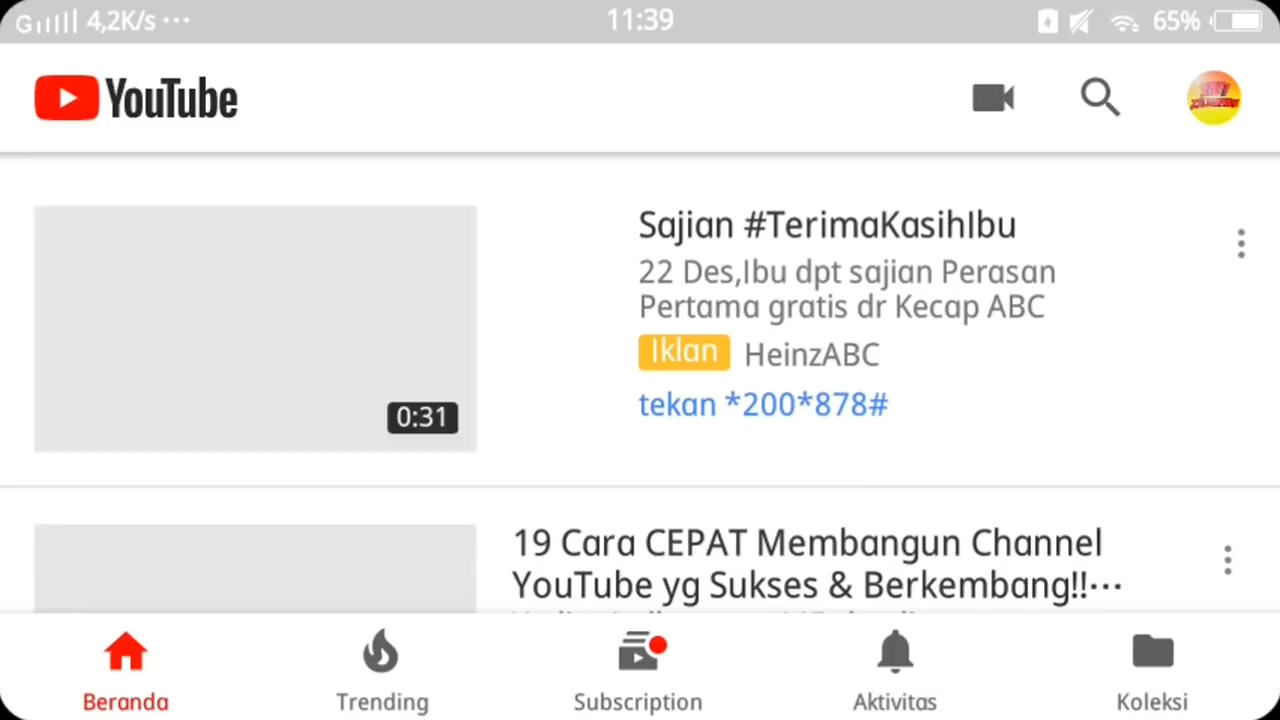 G 4,2K/s ... 11:39 65%
YouTube
Sajian #TerimaKasihIbu
22 Des,Ibu dpt sajian Perasan
Pertama gratis dr Kecap ABC
Iklan HeinzABC
tekan *200*878#
0:31
19 Cara CEPAT Membangun Channel
YouTube yg Sukses & Berkembang!!...
Beranda Trending Subscription Aktivitas Koleksi